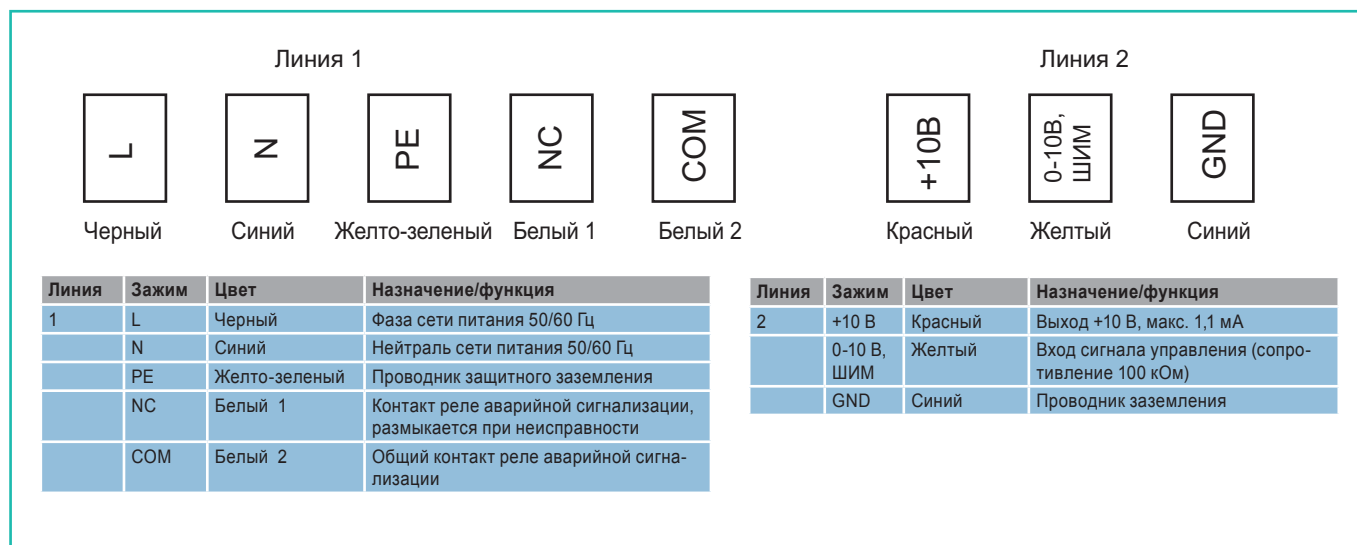 Линия 1
Линия 2
L
N
PE
NC
COM
+10В
0-10В,
ШИМ
GND
Черный
Синий
Желто-зеленый
Белый 1
Белый 2
Красный
Желтый
Синий
Линия Зажим Цвет Назначение/функция
1 L Черный Фаза сети питания 50/60 Гц
N Синий Нейтраль сети питания 50/60 Гц
PE Желто-зеленый Проводник защитного заземления
NC Белый 1 Контакт реле аварийной сигнализации,
размыкается при неисправности
COM Белый 2 Общий контакт реле аварийной сигна-
лизации
Линия Зажим Цвет Назначение/функция
2 +10 В Красный Выход +10 В, макс. 1,1 мА
0-10 В, Желтый Вход сигнала управления (сопро-
ШИМ тивление 100 кОм)
GND Синий Проводник заземления